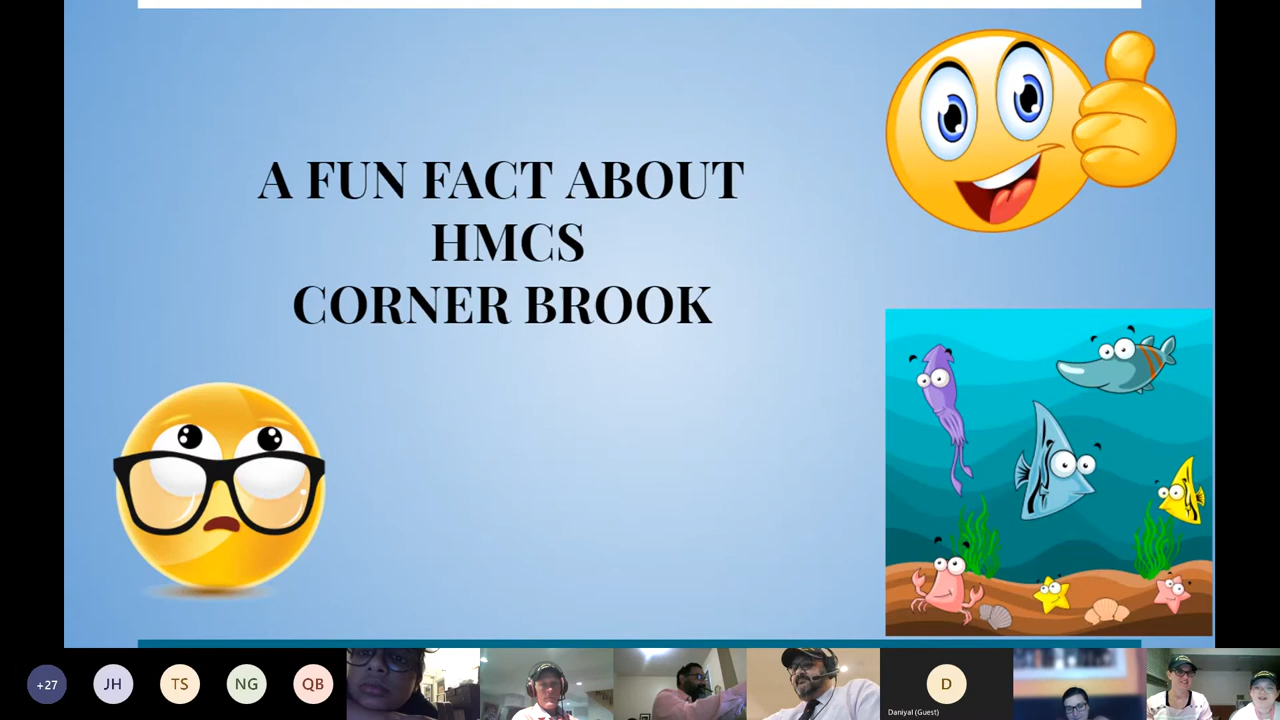 A FUN FACT ABOUT
HMCS
CORNER BROOK
+27
JH
TS
NG
QB
D
Daniyal (Guest)